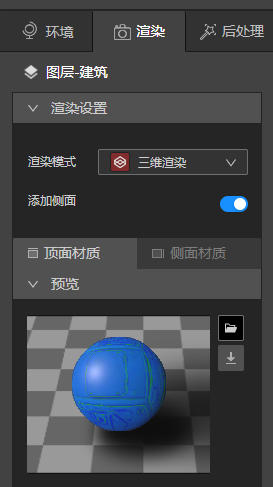 环境 渲染 后处理
图层-建筑
渲染设置
渲染模式 三维渲染
添加侧面
顶面材质 侧面材质
预览